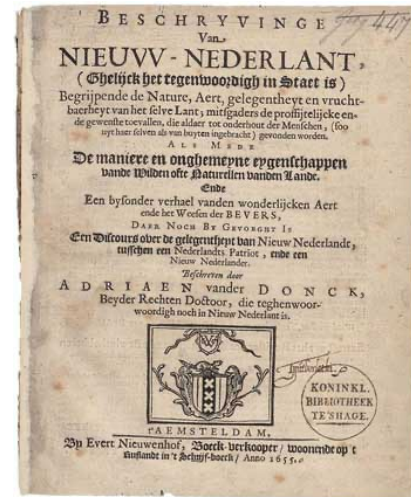 BESCHRYVINGE
Van
NIEUVV-NEDERLANT,
(Ghelijck het tegenwoordigh in Staet is)
Begrijpende de Nature, Aert, gelegentheyt en vrucht-
baerheyt van het selve Lant; mitsgaders de proffijtelijcke en-
de gewenste toevallen, die aldaer tot onderhout der Menschen, (soo
uyt haer selven als van buyten ingebracht) gevonden worden.
ALS MEDE
De maniere en onghemeyne eygenschappen
vande Wilden ofte Naturellen vanden Lande.
Ende
Een bysonder verhael vanden wonderlijcken Aert
ende het Weesen der BEVERS,
DAER NOCH BY GEVOEGHT IS
Een Discours over de gelegentheyt van Nieuw Nederlandt,
tusschen een Nederlandts Patriot, ende een
Nieuw Nederlander.
Beschreven door
ADRIAEN vander DONCK,
Beyder Rechten Doctoor, die teghenwoor-
woordigh noch in Nieuw Nederlant is.
KONINKL.
BIBLIOTHEEK
TE'SHAGE.
t'AEMSTELDAM,
By Evert Nieuwenhof, Boeck-verkooper/ woonende op 't
Ruslandt in 't Schrijf-boeck/ Anno 1655.